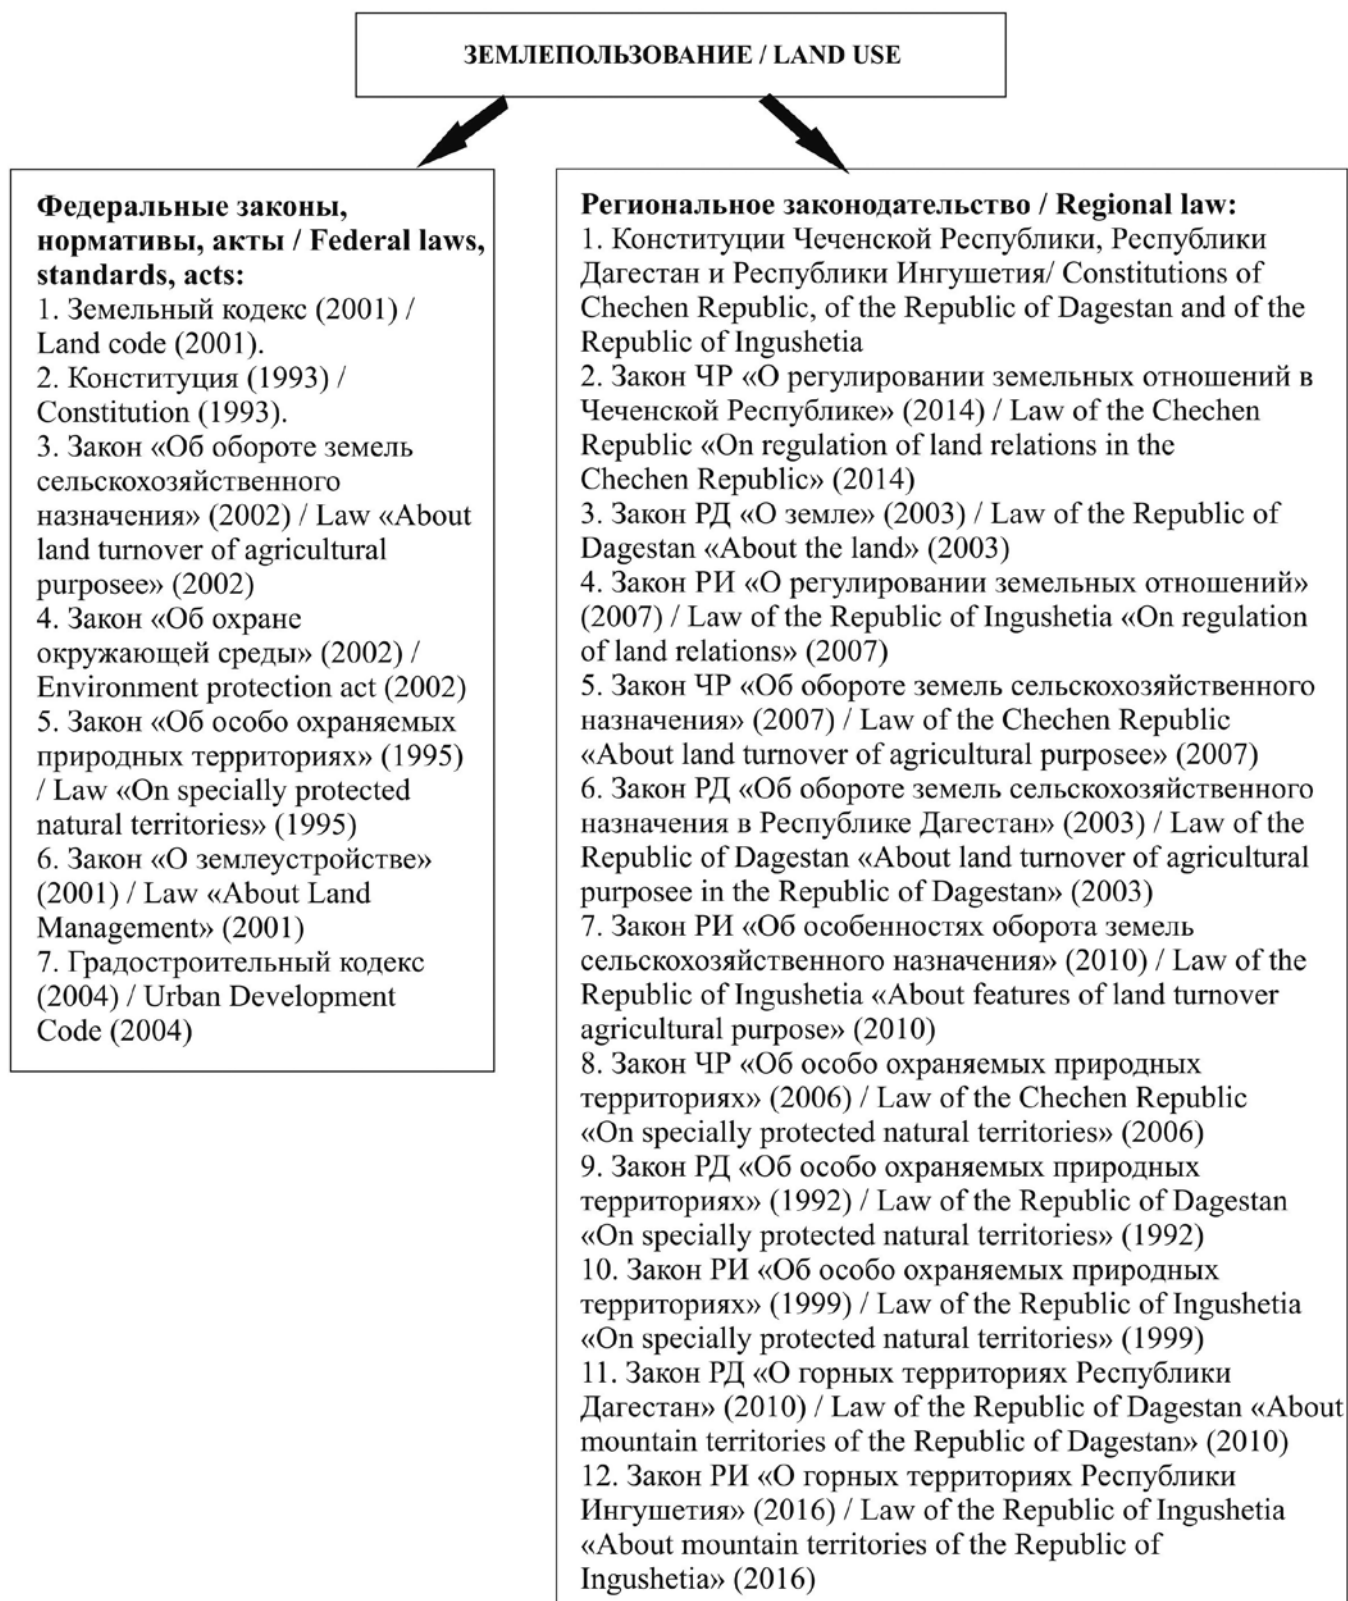 ЗЕМЛЕПОЛЬЗОВАНИЕ / LAND USE
Федеральные законы,
нормативы, акты / Federal laws,
standards, acts:
1. Земельный кодекс (2001) /
Land code (2001).
2. Конституция (1993) /
Constitution (1993).
3. Закон «Об обороте земель
сельскохозяйственного
назначения» (2002) / Law «About
land turnover of agricultural
purposee» (2002)
4. Закон «Об охране
окружающей среды» (2002) /
Environment protection act (2002)
5. Закон «Об особо охраняемых
природных территориях» (1995)
/ Law «On specially protected
natural territories» (1995)
6. Закон «О землеустройстве»
(2001) / Law «About Land
Management» (2001)
7. Градостроительный кодекс
(2004) / Urban Development
Code (2004)
Региональное законодательство / Regional law:
1. Конституции Чеченской Республики, Республики
Дагестан и Республики Ингушетия/ Constitutions of
Chechen Republic, of the Republic of Dagestan and of the
Republic of Ingushetia
2. Закон ЧР «О регулировании земельных отношений в
Чеченской Республике» (2014) / Law of the Chechen
Republic «On regulation of land relations in the
Chechen Republic» (2014)
3. Закон РД «О земле» (2003) / Law of the Republic of
Dagestan «About the land» (2003)
4. Закон РИ «О регулировании земельных отношений»
(2007) / Law of the Republic of Ingushetia «On regulation
of land relations» (2007)
5. Закон ЧР «Об обороте земель сельскохозяйственного
назначения» (2007) / Law of the Chechen Republic
«About land turnover of agricultural purposee» (2007)
6. Закон РД «Об обороте земель сельскохозяйственного
назначения в Республике Дагестан» (2003) / Law of the
Republic of Dagestan «About land turnover of agricultural
purposee in the Republic of Dagestan» (2003)
7. Закон РИ «Об особенностях оборота земель
сельскохозяйственного назначения» (2010) / Law of the
Republic of Ingushetia «About features of land turnover
agricultural purpose» (2010)
8. Закон ЧР «Об особо охраняемых природных
территориях» (2006) / Law of the Chechen Republic
«On specially protected natural territories» (2006)
9. Закон РД «Об особо охраняемых природных
территориях» (1992) / Law of the Republic of Dagestan
«On specially protected natural territories» (1992)
10. Закон РИ «Об особо охраняемых природных
территориях» (1999) / Law of the Republic of Ingushetia
«On specially protected natural territories» (1999)
11. Закон РД «О горных территориях Республики
Дагестан» (2010) / Law of the Republic of Dagestan «About
mountain territories of the Republic of Dagestan» (2010)
12. Закон РИ «О горных территориях Республики
Ингушетия» (2016) / Law of the Republic of Ingushetia
«About mountain territories of the Republic of
Ingushetia» (2016)